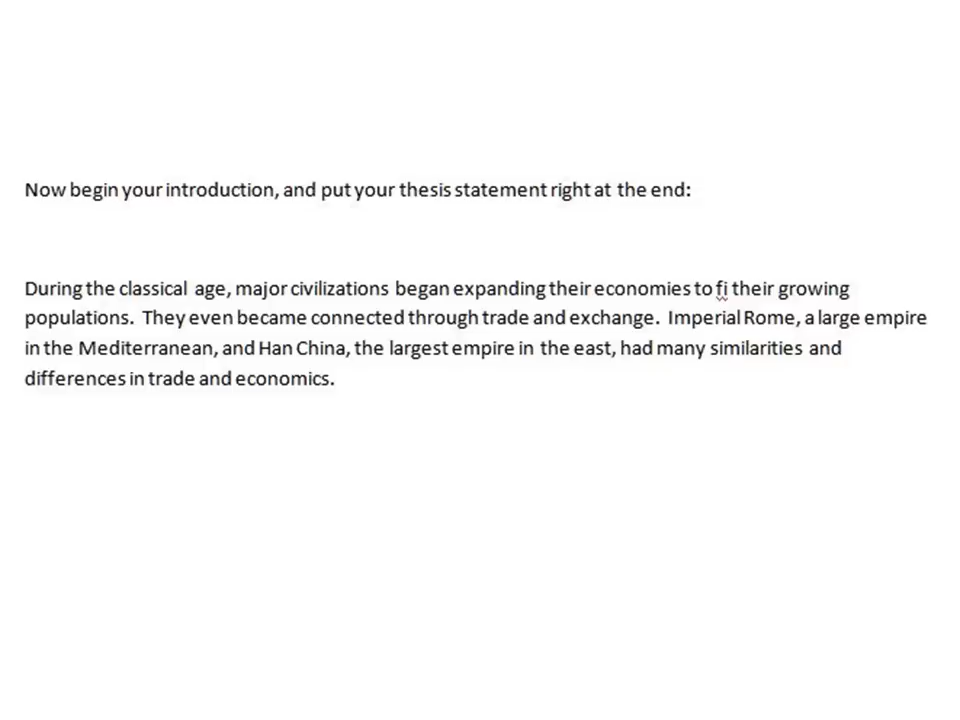 Now begin your introduction, and put your thesis statement right at the end:
During the classical age, major civilizations began expanding their economies to fi their growing
populations.  They even became connected through trade and exchange.  Imperial Rome, a large empire
in the Mediterranean, and Han China, the largest empire in the east, had many similarities and
differences in trade and economics.